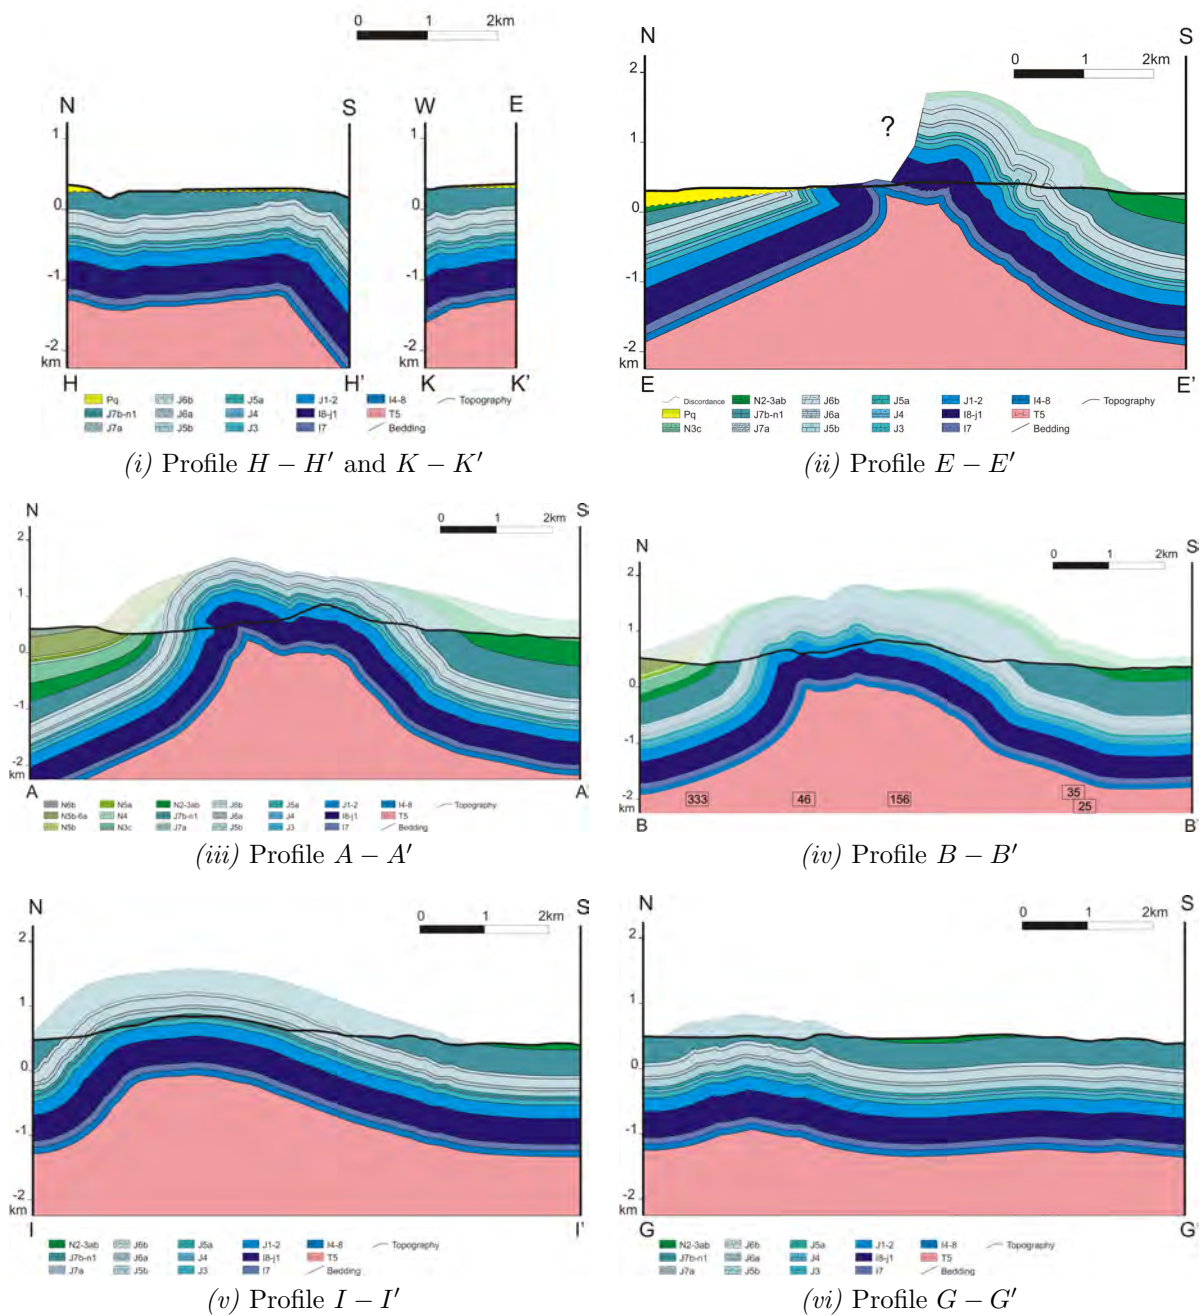 0 1 2km
N S W E
1 1
0 0
-1 -1
-2 -2
km km
H H' K K'
Pq J6b J5a J1-2 I4-8 Topography
J7b-n1 J6a J4 I8-j1 T5
J7a J5b J3 I7 Bedding
(i) Profile H − H′ and K − K′
N S
0 1 2km
2
?
1
0
-1
-2
km
E E'
Discordance N2-3ab J6b J5a J1-2 I4-8 Topography
Pq J7b-n1 J6a J4 I8-j1 T5
N3c J7a J5b J3 I7 Bedding
(ii) Profile E − E′
N S
0 1 2km
2
1
0
-1
-2
km
A A'
N6b N5a N2-3ab J6b J5a J1-2 I4-8 Topography
N5b-6a N4 J7b-n1 J6a J4 I8-j1 T5
N5b N3c J7a J5b J3 I7 Bedding
(iii) Profile A − A′
N S
0 1 2km
2
1
0
-1
-2
km
333 46 156 35
25
B B'
(iv) Profile B − B′
N S
0 1 2km
2
1
0
-1
-2
km
I I'
N2-3ab J6b J5a J1-2 I4-8 Topography
J7b-n1 J6a J4 I8-j1 T5
J7a J5b J3 I7 Bedding
(v) Profile I − I′
N S
0 1 2km
2
1
0
-1
-2
km
G G'
N2-3ab J6b J5a J1-2 I4-8 Topography
J7b-n1 J6a J4 I8-j1 T5
J7a J5b J3 I7 Bedding
(vi) Profile G − G′